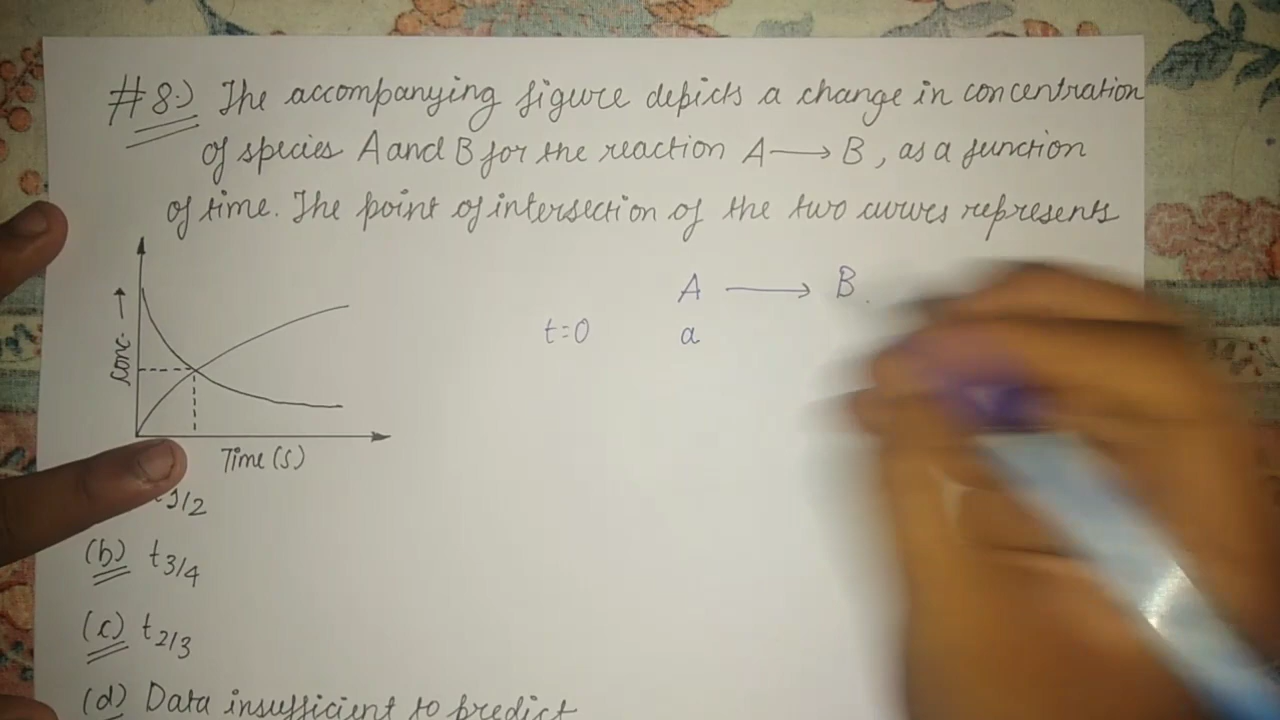 #8:) The accompanying figure depicts a change in concentration
of species A and B for the reaction A ⟶ B, as a function
of time. The point of intersection of the two curves represents
A ⟶ B
t=0 a
conc. ⟶
Time (s)
1/2
(b) t3/4
(c) t2/3
(d) Data insufficient to predict